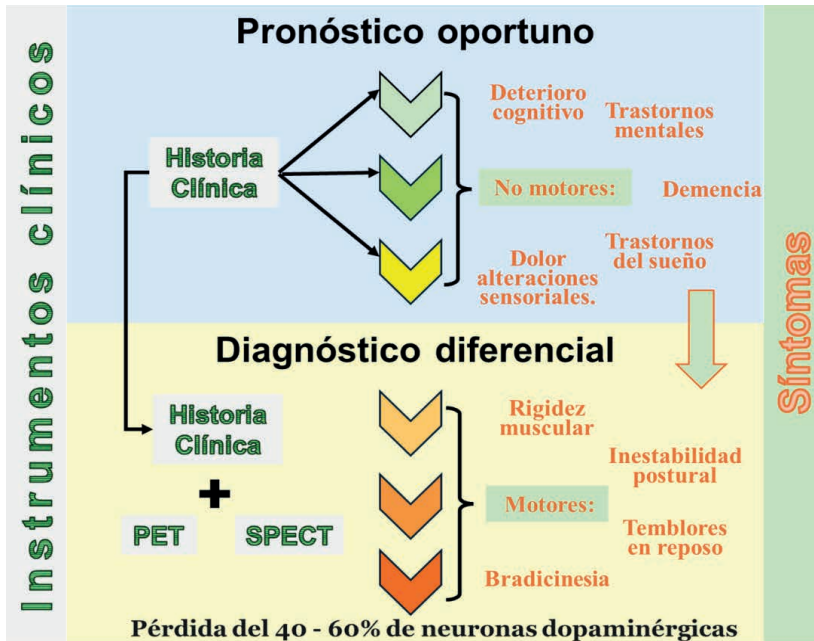 Instrumentos clínicos
Pronóstico oportuno
Historia
Clínica
Deterioro
cognitivo
Trastornos
mentales
No motores:
Demencia
Trastornos
del sueño
Dolor
alteraciones
sensoriales.
Síntomas
Diagnóstico diferencial
Historia
Clínica
+
PET
SPECT
Rigidez
muscular
Inestabilidad
postural
Motores:
Temblores
en reposo
Bradicinesia
Pérdida del 40 - 60% de neuronas dopaminérgicas